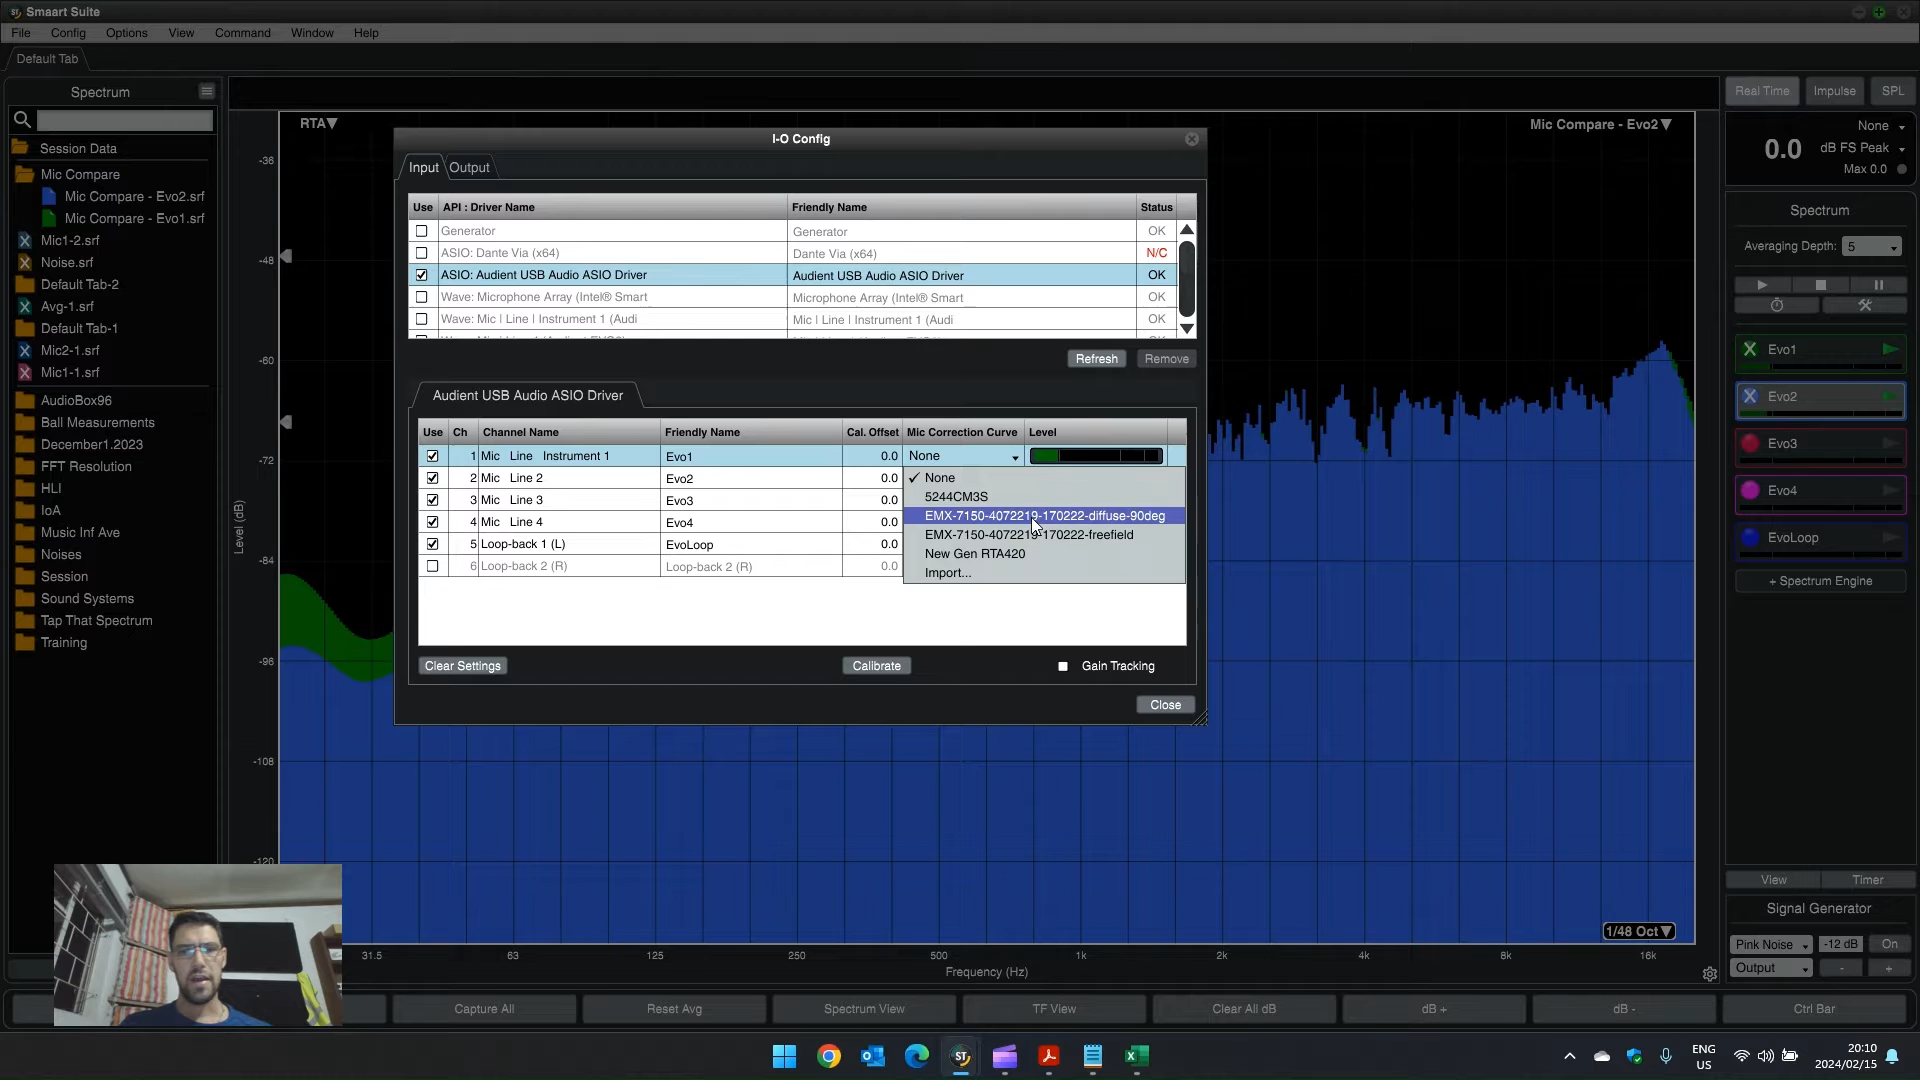 Smaart Suite
File Config Options View Command Window Help
Default Tab
Spectrum
Session Data
Mic Compare
Mic Compare - Evo2.srf
Mic Compare - Evo1.srf
Mic1-2.srf
Noise.srf
Default Tab-2
Avg-1.srf
Default Tab-1
Mic2-1.srf
Mic1-1.srf
AudioBox96
Ball Measurements
December1.2023
FFT Resolution
HLI
IoA
Music Inf Ave
Noises
Session
Sound Systems
Tap That Spectrum
Training
RTA▼
Mic Compare - Evo2▼
-36
-48
-60
-72
-84
-96
-108
-120
Level (dB)
I-O Config
Input Output
Use API : Driver Name Friendly Name Status
Generator Generator OK
ASIO: Dante Via (x64) Dante Via (x64) N/C
ASIO: Audient USB Audio ASIO Driver Audient USB Audio ASIO Driver OK
Wave: Microphone Array (Intel® Smart Microphone Array (Intel® Smart OK
Wave: Mic | Line | Instrument 1 (Audi Mic | Line | Instrument 1 (Audi OK
Refresh Remove
Audient USB Audio ASIO Driver
Use Ch Channel Name Friendly Name Cal. Offset Mic Correction Curve Level
1 Mic Line Instrument 1 Evo1 0.0 None
2 Mic Line 2 Evo2 0.0
3 Mic Line 3 Evo3 0.0
4 Mic Line 4 Evo4 0.0
5 Loop-back 1 (L) EvoLoop 0.0
6 Loop-back 2 (R) Loop-back 2 (R) 0.0
✓ None
5244CM3S
EMX-7150-4072219-170222-diffuse-90deg
EMX-7150-4072219-170222-freefield
New Gen RTA420
Import...
Clear Settings Calibrate Gain Tracking
Close
1/48 Oct▼
31.5 63 125 250 500 1k 2k 4k 8k 16k
Frequency (Hz)
Real Time Impulse SPL
None
0.0 dB FS Peak
Max 0.0
Spectrum
Averaging Depth: 5
Evo1
Evo2
Evo3
Evo4
EvoLoop
+ Spectrum Engine
View Timer
Signal Generator
Pink Noise -12 dB On
Output - +
Capture All Reset Avg Spectrum View TF View Clear All dB dB + dB - Ctrl Bar
ST
ENG
US
20:10
2024/02/15